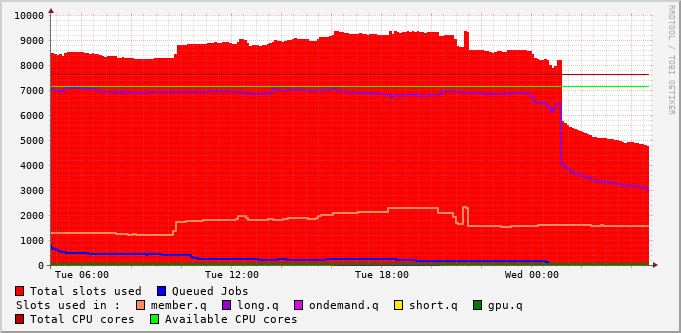 10000
9000
8000
7000
6000
5000
4000
3000
2000
1000
0
Tue 06:00 Tue 12:00 Tue 18:00 Wed 00:00
RRDTOOL / TOBI OETIKER
Total slots used Queued Jobs
Slots used in : member.q long.q ondemand.q short.q gpu.q
Total CPU cores Available CPU cores